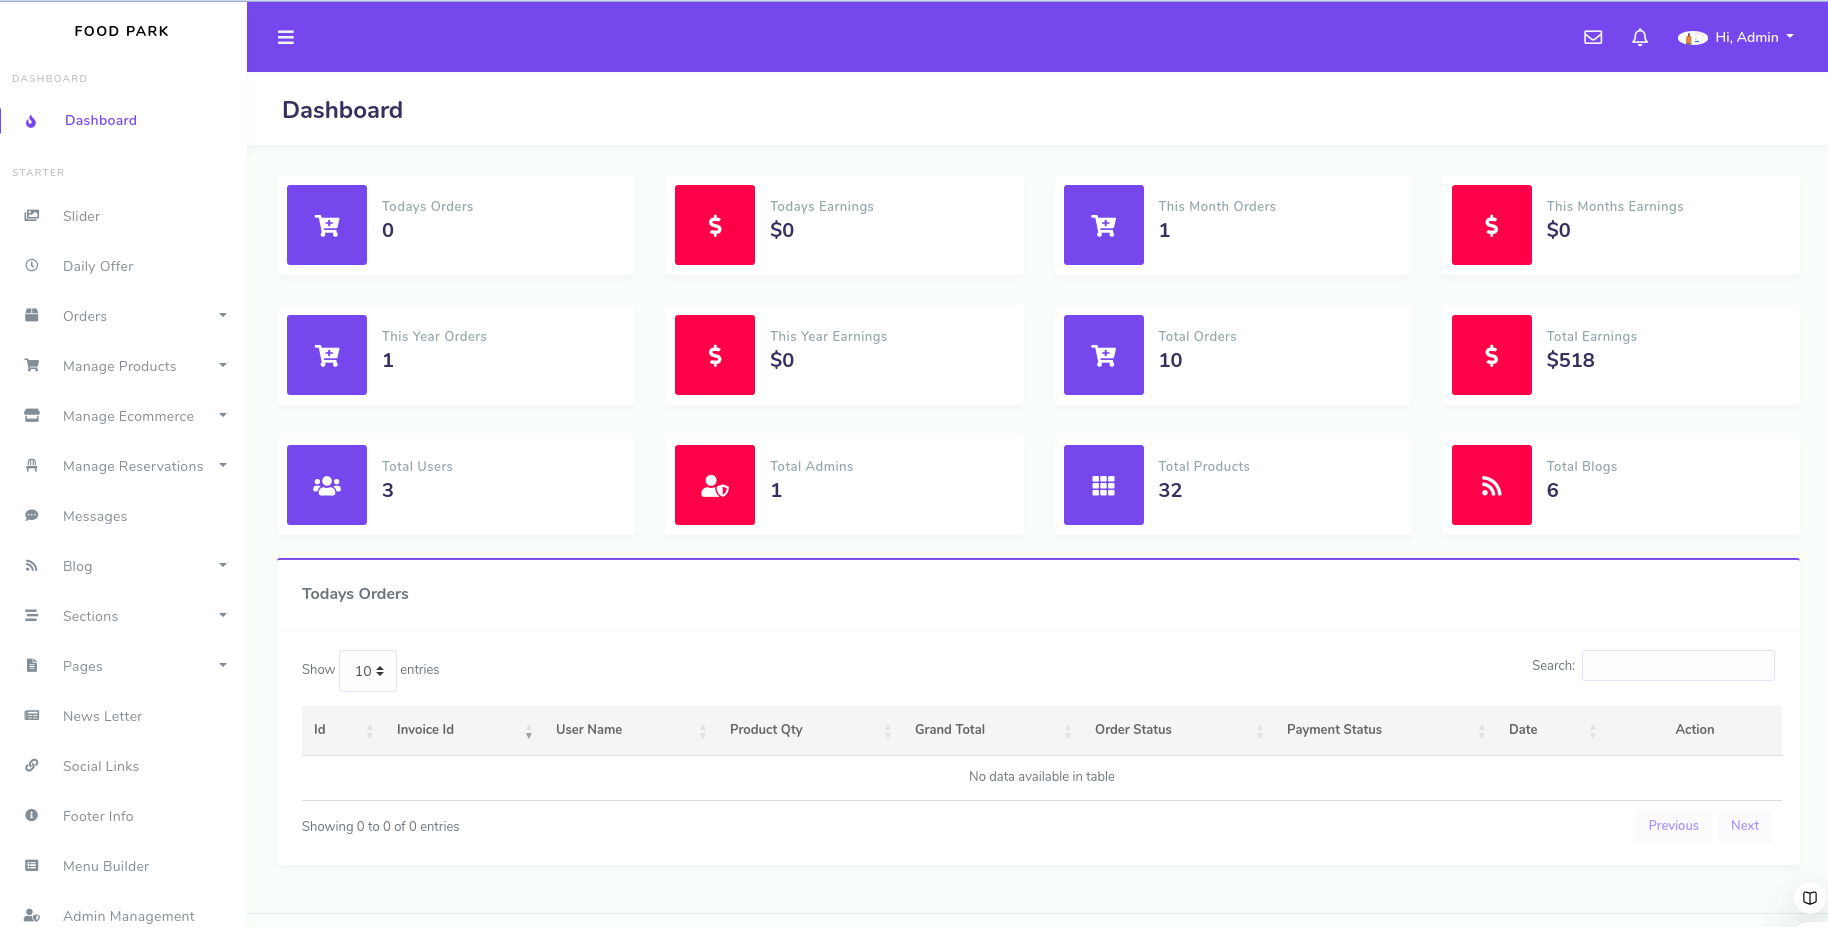 FOOD PARK
Hi, Admin
DASHBOARD
Dashboard
STARTER
Slider
Daily Offer
Orders
Manage Products
Manage Ecommerce
Manage Reservations
Messages
Blog
Sections
Pages
News Letter
Social Links
Footer Info
Menu Builder
Admin Management
Dashboard
Todays Orders
0
Todays Earnings
$0
This Month Orders
1
This Months Earnings
$0
This Year Orders
1
This Year Earnings
$0
Total Orders
10
Total Earnings
$518
Total Users
3
Total Admins
1
Total Products
32
Total Blogs
6
Todays Orders
Show 10 entries
Search:
Id Invoice Id User Name Product Qty Grand Total Order Status Payment Status Date Action
No data available in table
Showing 0 to 0 of 0 entries
Previous Next